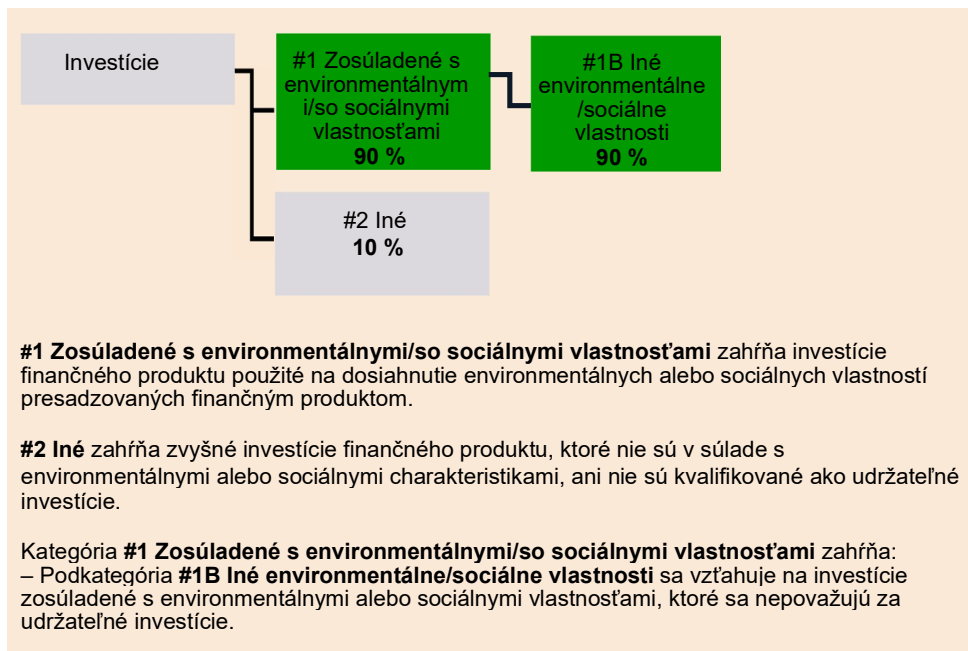 Investície
#1 Zosúladené s
environmentálnym
i/so sociálnymi
vlastnosťami
90 %
#1B Iné
environmentálne
/sociálne
vlastnosti
90 %
#2 Iné
10 %
#1 Zosúladené s environmentálnymi/so sociálnymi vlastnosťami zahŕňa investície
finančného produktu použité na dosiahnutie environmentálnych alebo sociálnych vlastností
presadzovaných finančným produktom.
#2 Iné zahŕňa zvyšné investície finančného produktu, ktoré nie sú v súlade s
environmentálnymi alebo sociálnymi charakteristikami, ani nie sú kvalifikované ako udržateľné
investície.
Kategória #1 Zosúladené s environmentálnymi/so sociálnymi vlastnosťami zahŕňa:
– Podkategória #1B Iné environmentálne/sociálne vlastnosti sa vzťahuje na investície
zosúladené s environmentálnymi alebo sociálnymi vlastnosťami, ktoré sa nepovažujú za
udržateľné investície.